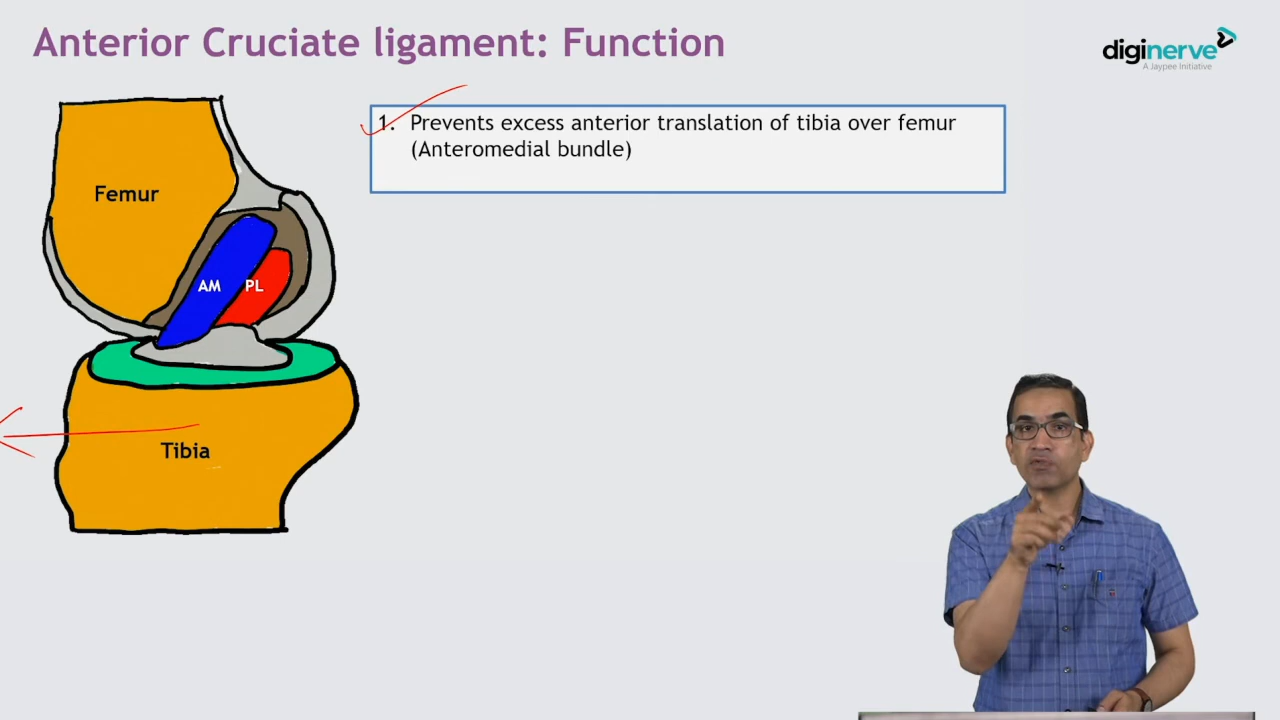 Anterior Cruciate ligament: Function
diginerve
A Jaypee Initiative
1. Prevents excess anterior translation of tibia over femur
(Anteromedial bundle)
Femur
AM PL
Tibia